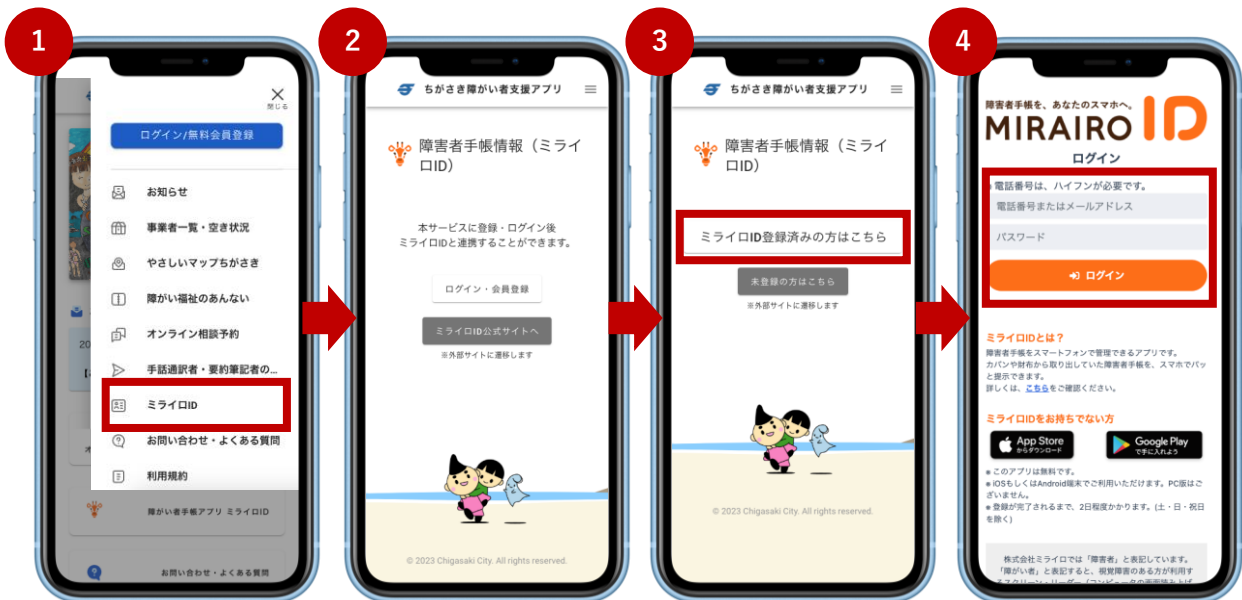 1
閉じる
ログイン/無料会員登録
お知らせ
事業者一覧・空き状況
やさしいマップちがさき
障がい福祉のあんない
オンライン相談予約
手話通訳者・要約筆記者の...
ミライロID
お問い合わせ・よくある質問
利用規約
20
障がい者手帳アプリ ミライロID
お問い合わせ・よくある質問
2
ちがさき障がい者支援アプリ
障害者手帳情報（ミライ
ロID）
本サービスに登録・ログイン後
ミライロIDと連携することができます。
ログイン・会員登録
ミライロID公式サイトへ
※外部サイトに遷移します
© 2023 Chigasaki City. All rights reserved.
3
ちがさき障がい者支援アプリ
障害者手帳情報（ミライ
ロID）
ミライロID登録済みの方はこちら
未登録の方はこちら
※外部サイトに遷移します
© 2023 Chigasaki City. All rights reserved.
4
障害者手帳を、あなたのスマホへ。
MIRAIRO ID
ログイン
電話番号は、ハイフンが必要です。
電話番号またはメールアドレス
パスワード
ログイン
ミライロIDとは？
障害者手帳をスマートフォンで管理できるアプリです。
カバンや財布から取り出していた障害者手帳を、スマホでパッ
と提示できます。
詳しくは、こちらをご確認ください。
ミライロIDをお持ちでない方
App Store
からダウンロード
Google Play
で手に入れよう
● このアプリは無料です。
● iOSもしくはAndroid端末でご利用いただけます。PC版はご
ざいません。
● 登録が完了されるまで、2日程度かかります。(土・日・祝日
を除く)
株式会社ミライロでは「障害者」と表記しています。
「障がい者」と表記すると、視覚障害のある方が利用す
るスクリーン・リーダー（コンピュータの画面読み上げ